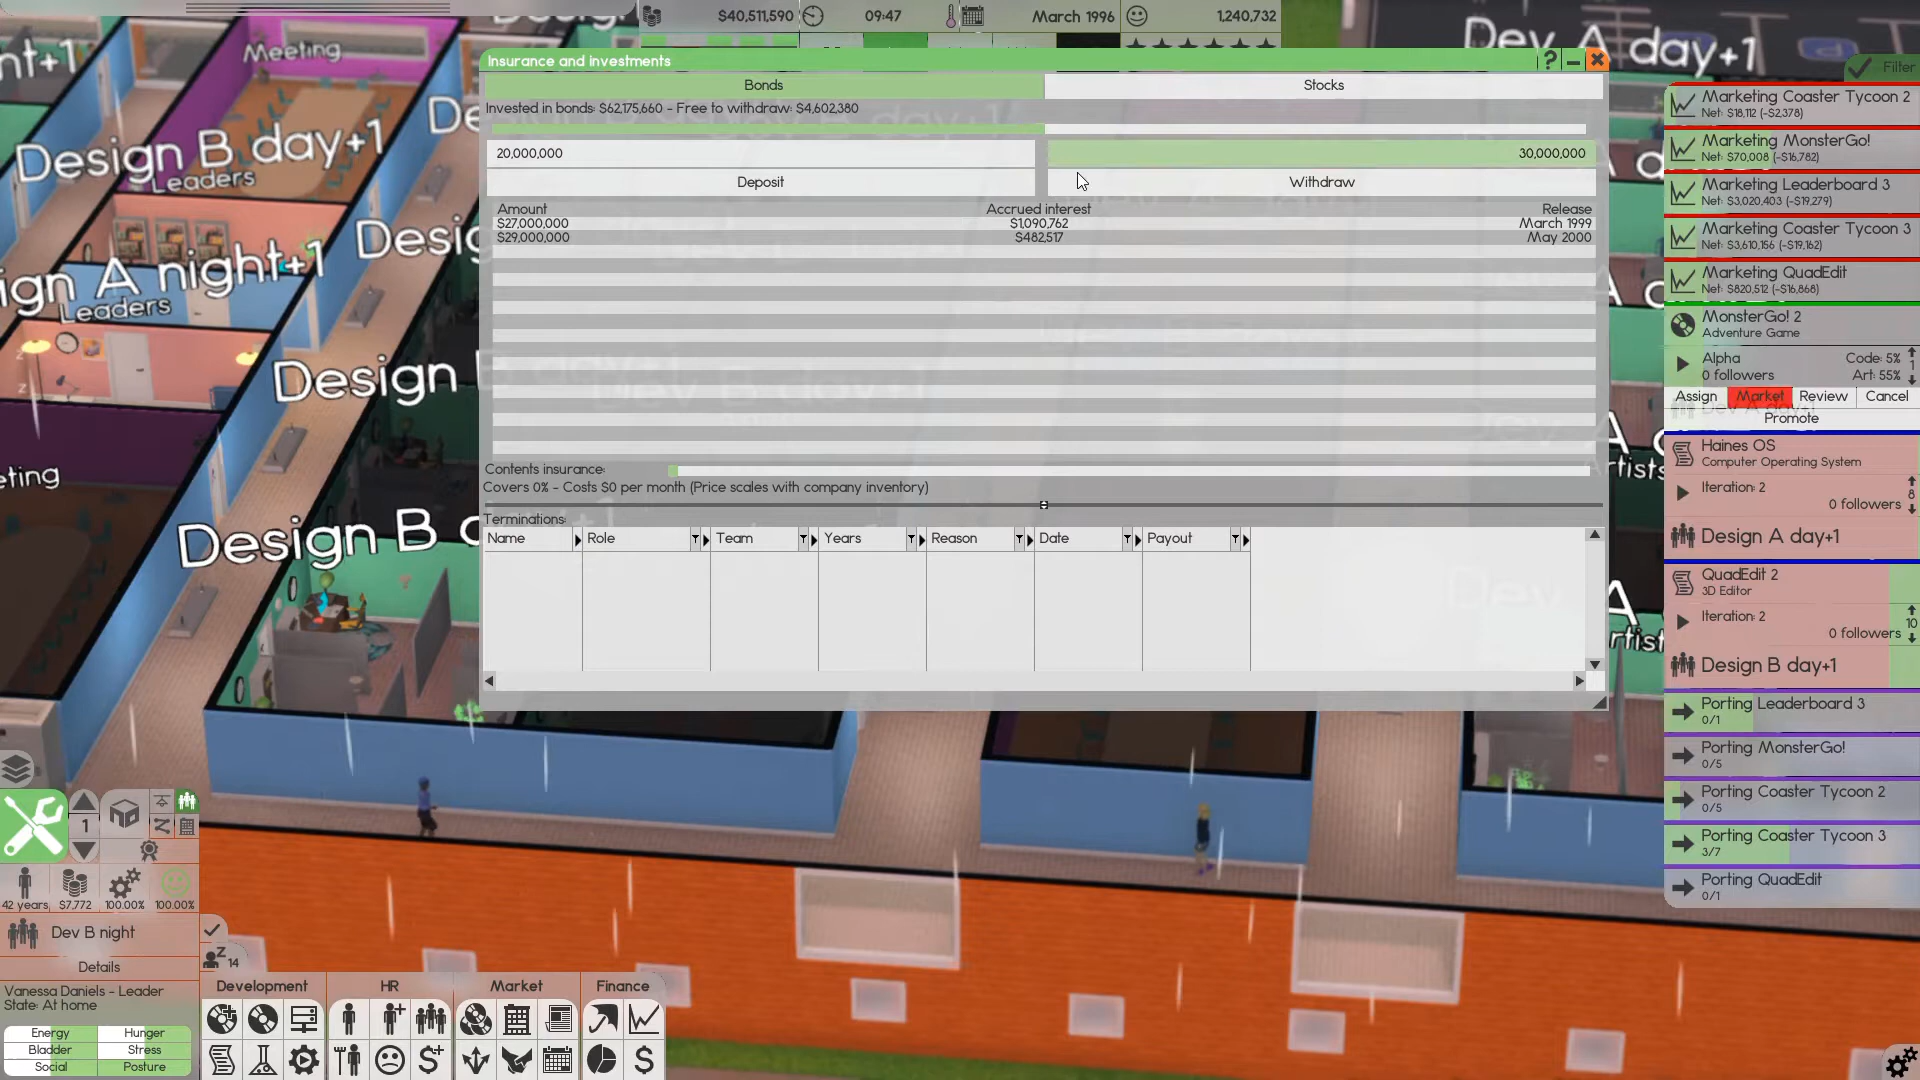 $40,511,590
09:47
March 1996
1,240,732
Meeting
Design B day+1
Leaders
Design A night+1
Leaders
Design
Design B
Dev A day+1
Insurance and investments
?
Bonds
Stocks
Invested in bonds: $62,175,660 - Free to withdraw: $4,602,380
20,000,000
30,000,000
Deposit
Withdraw
Amount
Accrued interest
Release
$27,000,000
$1,090,762
March 1999
$29,000,000
$482,517
May 2000
Contents insurance:
Covers 0% - Costs $0 per month (Price scales with company inventory)
Terminations:
Name
Role
Team
Years
Reason
Date
Payout
Filter
Marketing Coaster Tycoon 2
Net: $18,112 (-$2,378)
Marketing MonsterGo!
Net: $70,008 (-$16,782)
Marketing Leaderboard 3
Net: $3,020,403 (-$19,279)
Marketing Coaster Tycoon 3
Net: $3,610,156 (-$19,162)
Marketing QuadEdit
Net: $820,512 (-$16,868)
MonsterGo! 2
Adventure Game
Alpha
Code: 5%
0 followers
Art: 55%
1
Assign
Market
Review
Cancel
Promote
Haines OS
Computer Operating System
Iteration: 2
8
0 followers
Design A day+1
QuadEdit 2
3D Editor
Iteration: 2
10
0 followers
Design B day+1
Porting Leaderboard 3
0/1
Porting MonsterGo!
0/5
Porting Coaster Tycoon 2
0/5
Porting Coaster Tycoon 3
3/7
Porting QuadEdit
0/1
1
42 years
$7,772
100.00%
100.00%
Dev B night
Details
14
Vanessa Daniels - Leader
State: At home
Energy
Hunger
Bladder
Stress
Social
Posture
Development
HR
Market
Finance